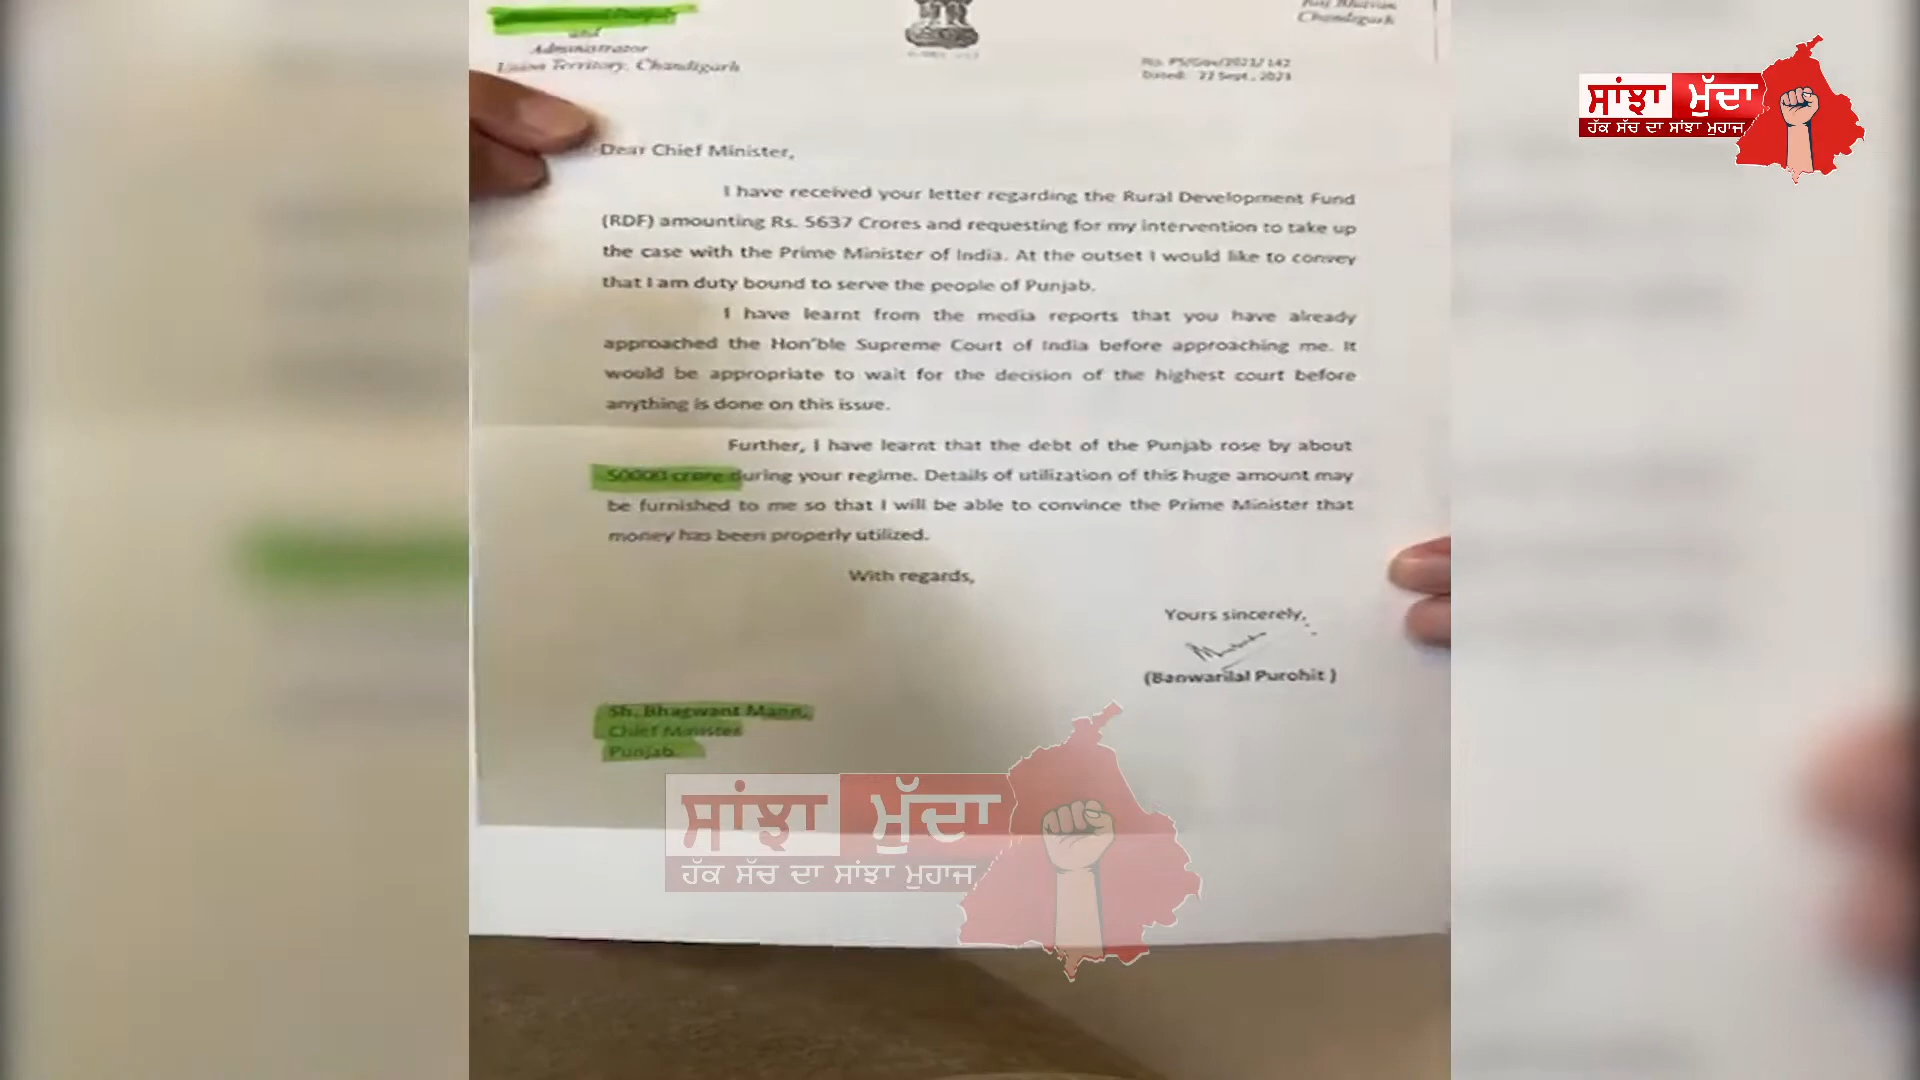 and
Administrator
Union Territory, Chandigarh
Raj Bhavan
Chandigarh
Dated: 22 Sept., 2023
Dear Chief Minister,
I have received your letter regarding the Rural Development Fund
(RDF) amounting Rs. 5637 Crores and requesting for my intervention to take up
the case with the Prime Minister of India. At the outset I would like to convey
that I am duty bound to serve the people of Punjab.
I have learnt from the media reports that you have already
approached the Hon'ble Supreme Court of India before approaching me. It
would be appropriate to wait for the decision of the highest court before
anything is done on this issue.
Further, I have learnt that the debt of the Punjab rose by about
50000 crore during your regime. Details of utilization of this huge amount may
be furnished to me so that I will be able to convince the Prime Minister that
money has been properly utilized.
With regards,
Yours sincerely,
(Banwarilal Purohit )
Sh. Bhagwant Mann,
Chief Minister
Punjab
ਸਾਂਝਾ ਮੁੱਦਾ
ਹੱਕ ਸੱਚ ਦਾ ਸਾਂਝਾ ਮੁਹਾਜ਼
ਸਾਂਝਾ ਮੁੱਦਾ
ਹੱਕ ਸੱਚ ਦਾ ਸਾਂਝਾ ਮੁਹਾਜ਼